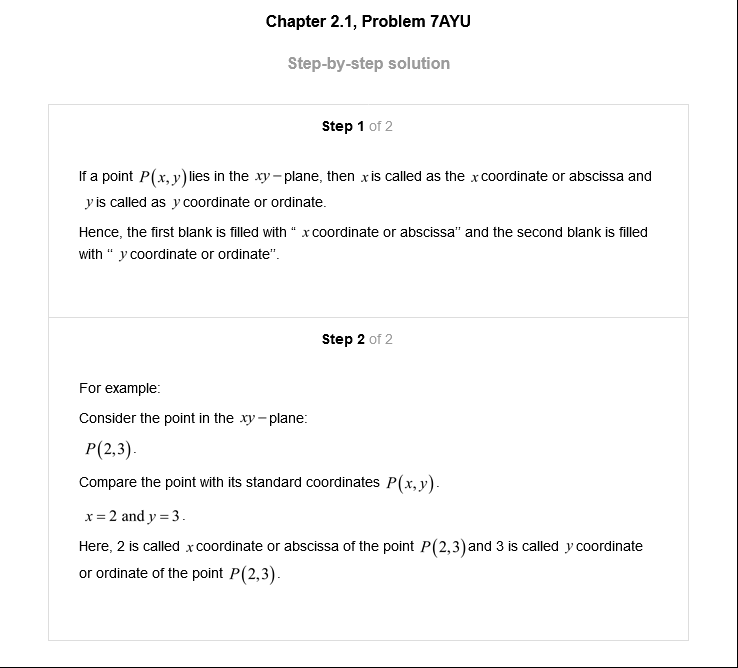 Chapter 2.1, Problem 7AYU
Step-by-step solution
Step 1 of 2
If a point P(x, y) lies in the xy – plane, then x is called as the x coordinate or abscissa and
y is called as y coordinate or ordinate.
Hence, the first blank is filled with “ x coordinate or abscissa” and the second blank is filled
with “ y coordinate or ordinate”.
Step 2 of 2
For example:
Consider the point in the xy – plane:
P(2,3).
Compare the point with its standard coordinates P(x, y).
x = 2 and y = 3.
Here, 2 is called x coordinate or abscissa of the point P(2,3) and 3 is called y coordinate
or ordinate of the point P(2,3).